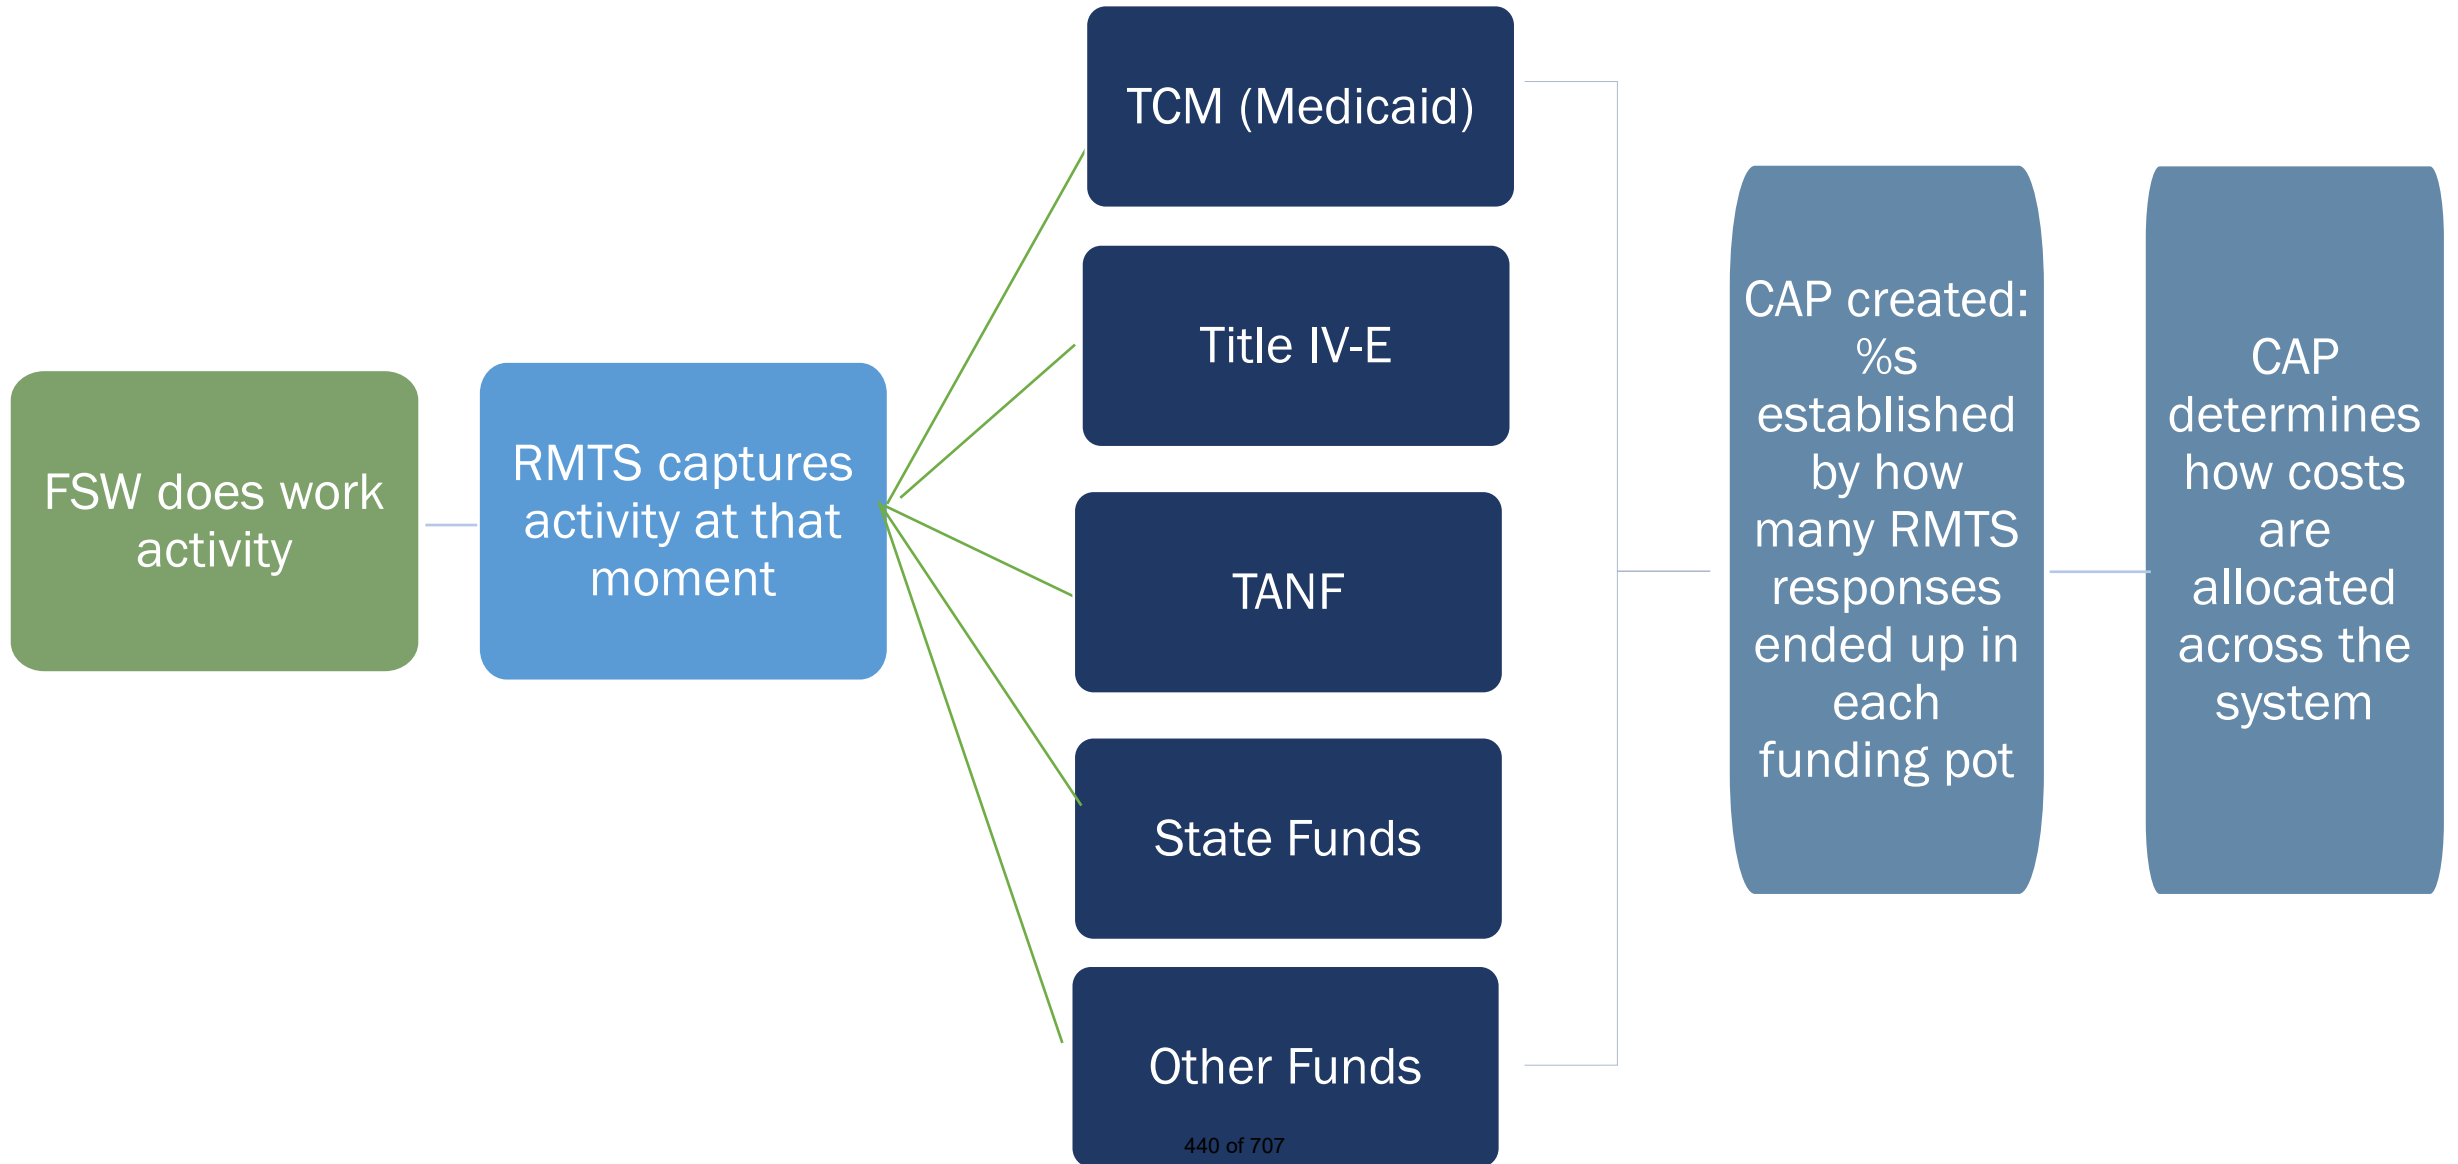 FSW does work
activity
RMTS captures
activity at that
moment
TCM (Medicaid)
Title IV-E
TANF
State Funds
Other Funds
CAP created:
%s
established
by how
many RMTS
responses
ended up in
each
funding pot
CAP
determines
how costs
are
allocated
across the
system
440 of 707